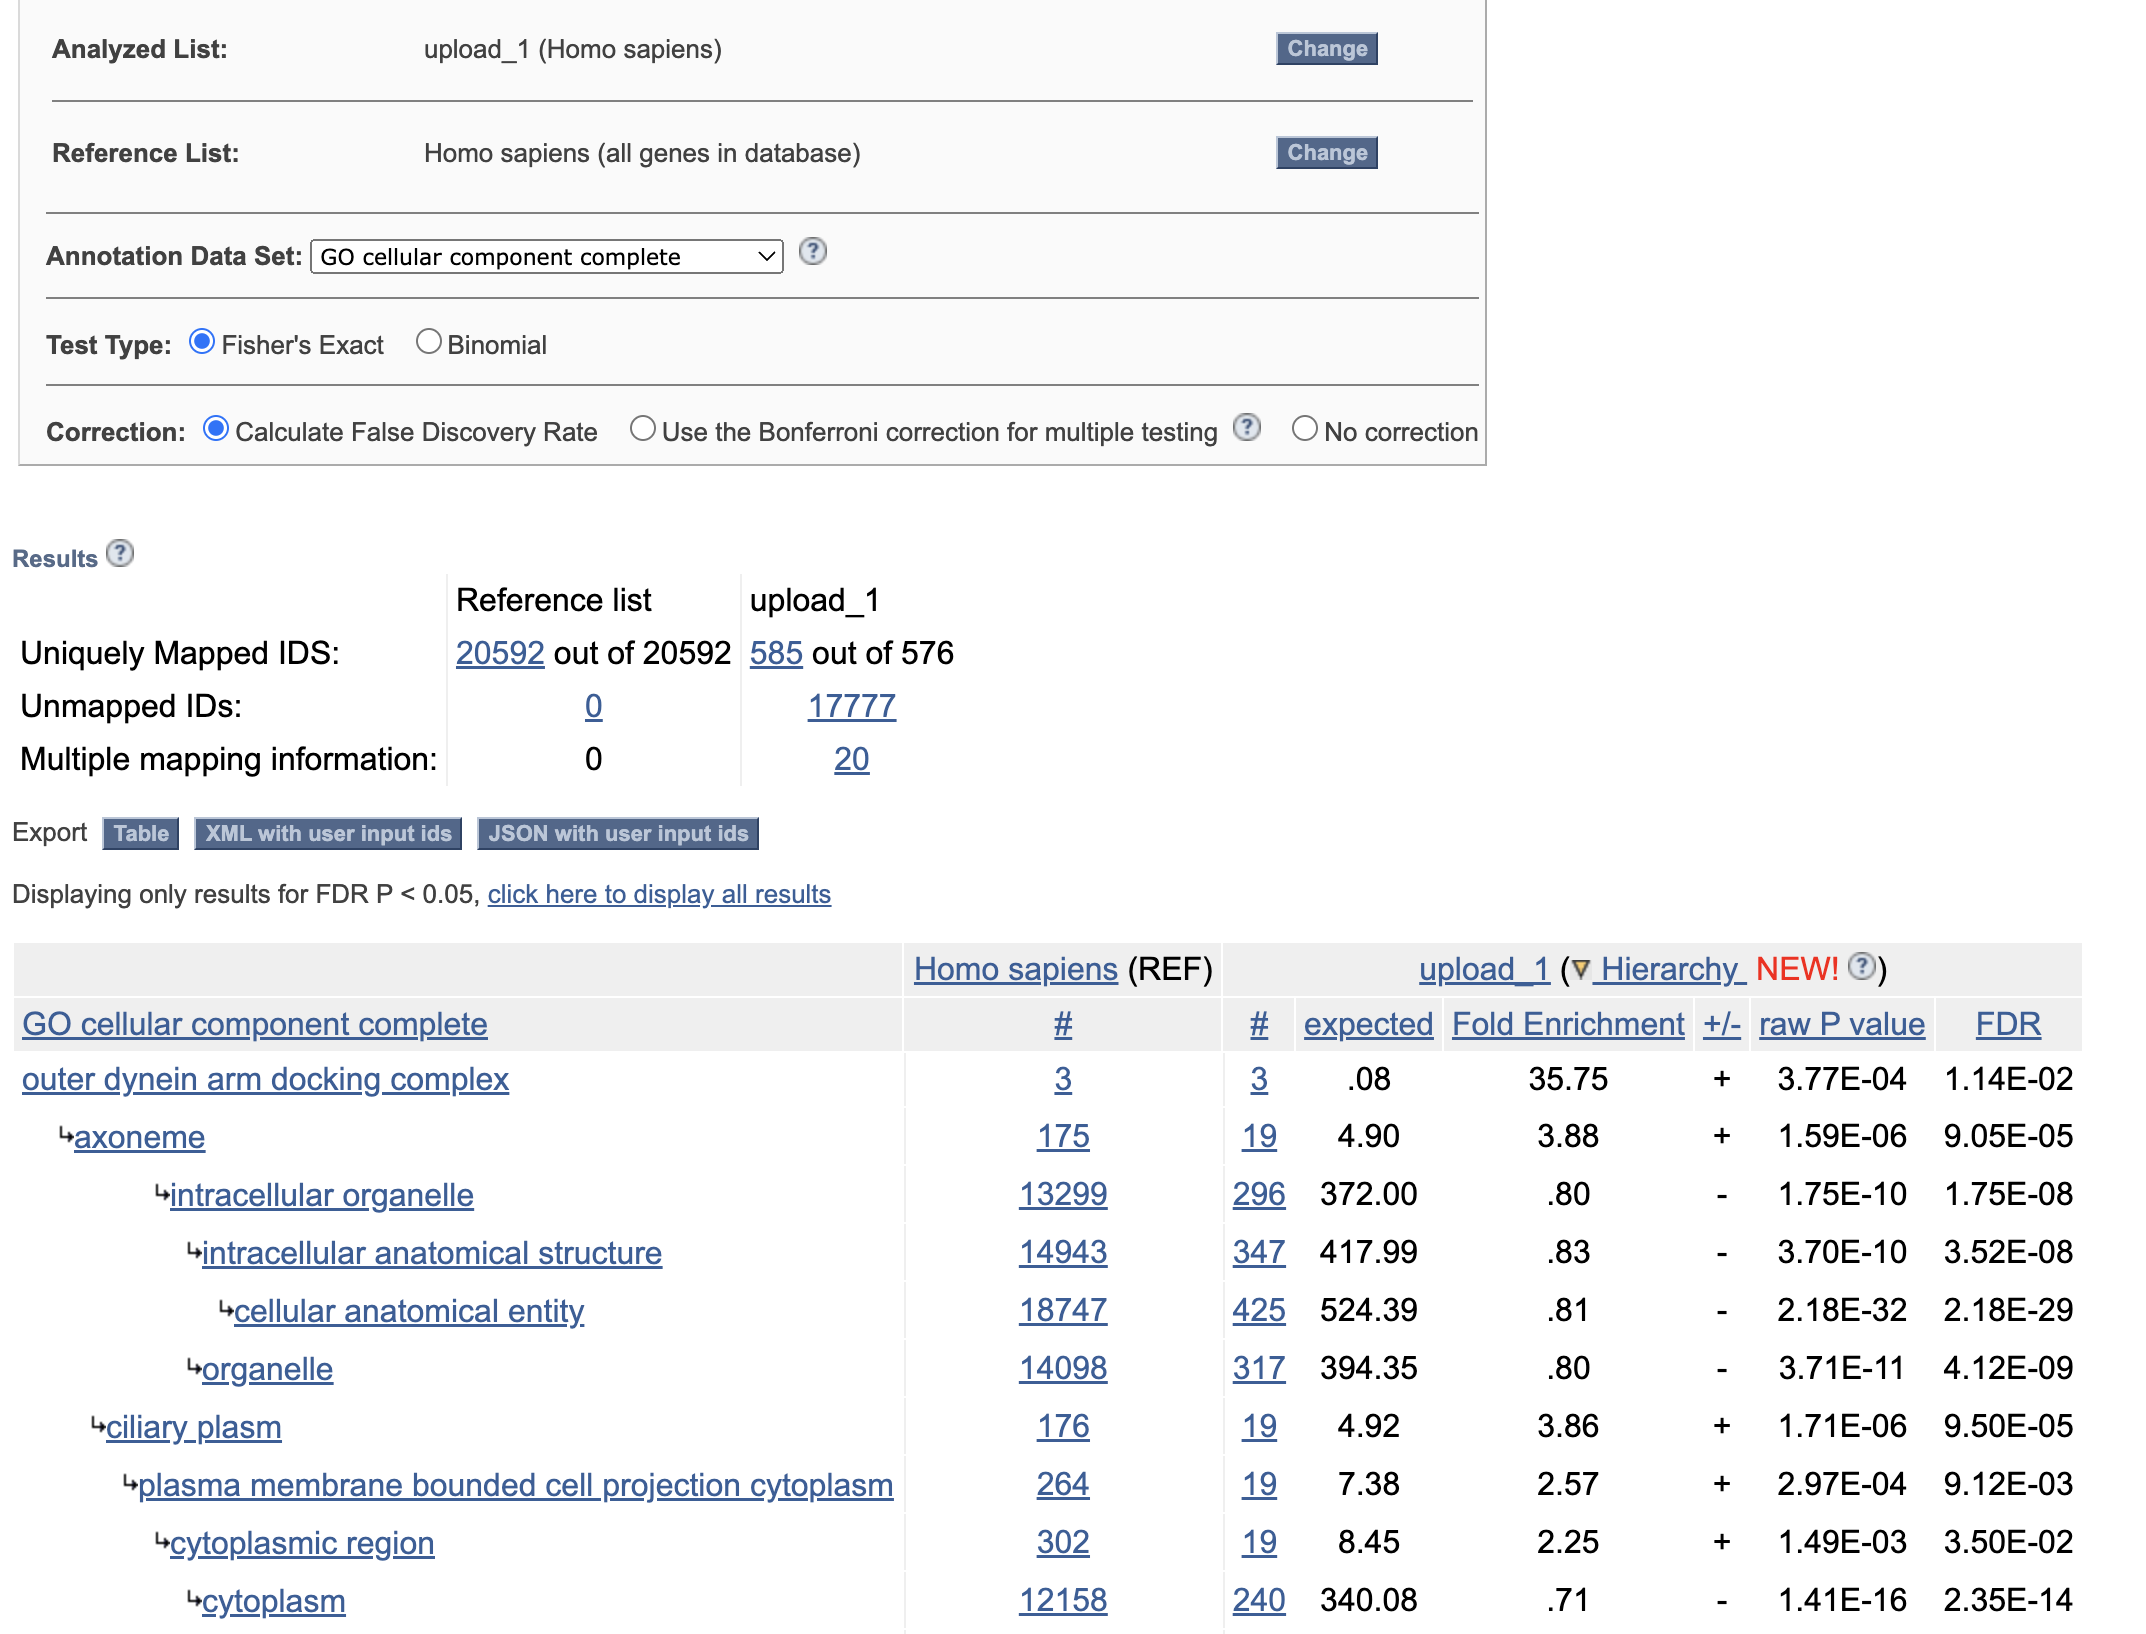 Analyzed List: upload_1 (Homo sapiens) Change
Reference List: Homo sapiens (all genes in database) Change
Annotation Data Set: GO cellular component complete ?
Test Type: Fisher's Exact Binomial
Correction: Calculate False Discovery Rate Use the Bonferroni correction for multiple testing ? No correction
Results ?
Reference list upload_1
Uniquely Mapped IDS: 20592 out of 20592 585 out of 576
Unmapped IDs: 0 17777
Multiple mapping information: 0 20
Export Table XML with user input ids JSON with user input ids
Displaying only results for FDR P < 0.05, click here to display all results
Homo sapiens (REF) upload_1 (▼ Hierarchy NEW! ?)
GO cellular component complete # # expected Fold Enrichment +/- raw P value FDR
outer dynein arm docking complex 3 3 .08 35.75 + 3.77E-04 1.14E-02
↳axoneme 175 19 4.90 3.88 + 1.59E-06 9.05E-05
↳intracellular organelle 13299 296 372.00 .80 - 1.75E-10 1.75E-08
↳intracellular anatomical structure 14943 347 417.99 .83 - 3.70E-10 3.52E-08
↳cellular anatomical entity 18747 425 524.39 .81 - 2.18E-32 2.18E-29
↳organelle 14098 317 394.35 .80 - 3.71E-11 4.12E-09
↳ciliary plasm 176 19 4.92 3.86 + 1.71E-06 9.50E-05
↳plasma membrane bounded cell projection cytoplasm 264 19 7.38 2.57 + 2.97E-04 9.12E-03
↳cytoplasmic region 302 19 8.45 2.25 + 1.49E-03 3.50E-02
↳cytoplasm 12158 240 340.08 .71 - 1.41E-16 2.35E-14